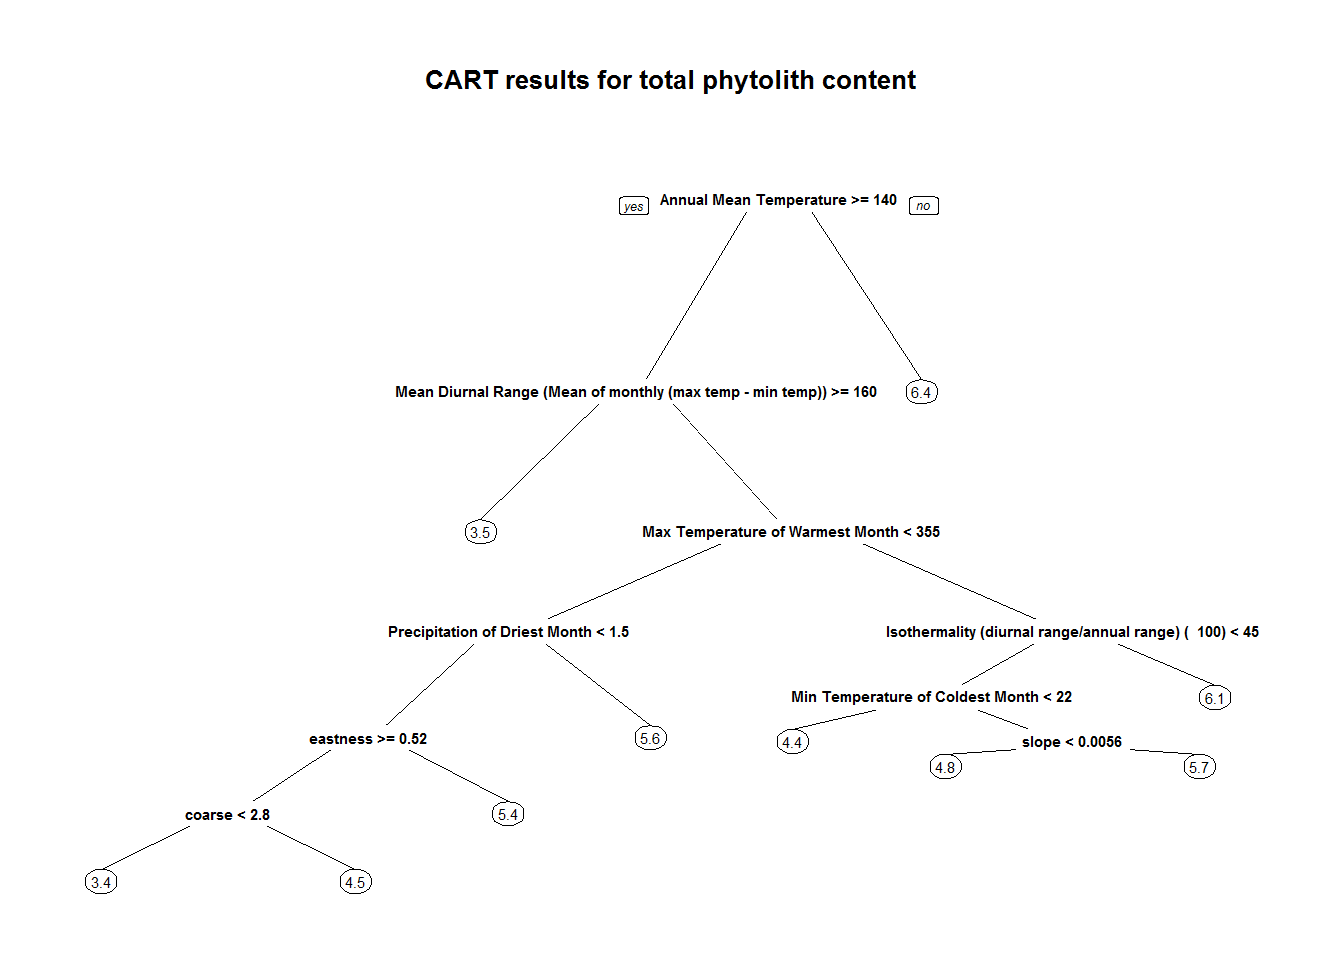 CART results for total phytolith content
yes
Annual Mean Temperature >= 140
no
Mean Diurnal Range (Mean of monthly (max temp - min temp)) >= 160
6.4
3.5
Max Temperature of Warmest Month < 355
Precipitation of Driest Month < 1.5
Isothermality (diurnal range/annual range) (  100) < 45
Min Temperature of Coldest Month < 22
6.1
eastness >= 0.52
5.6
4.4
slope < 0.0056
4.8
5.7
coarse < 2.8
5.4
3.4
4.5